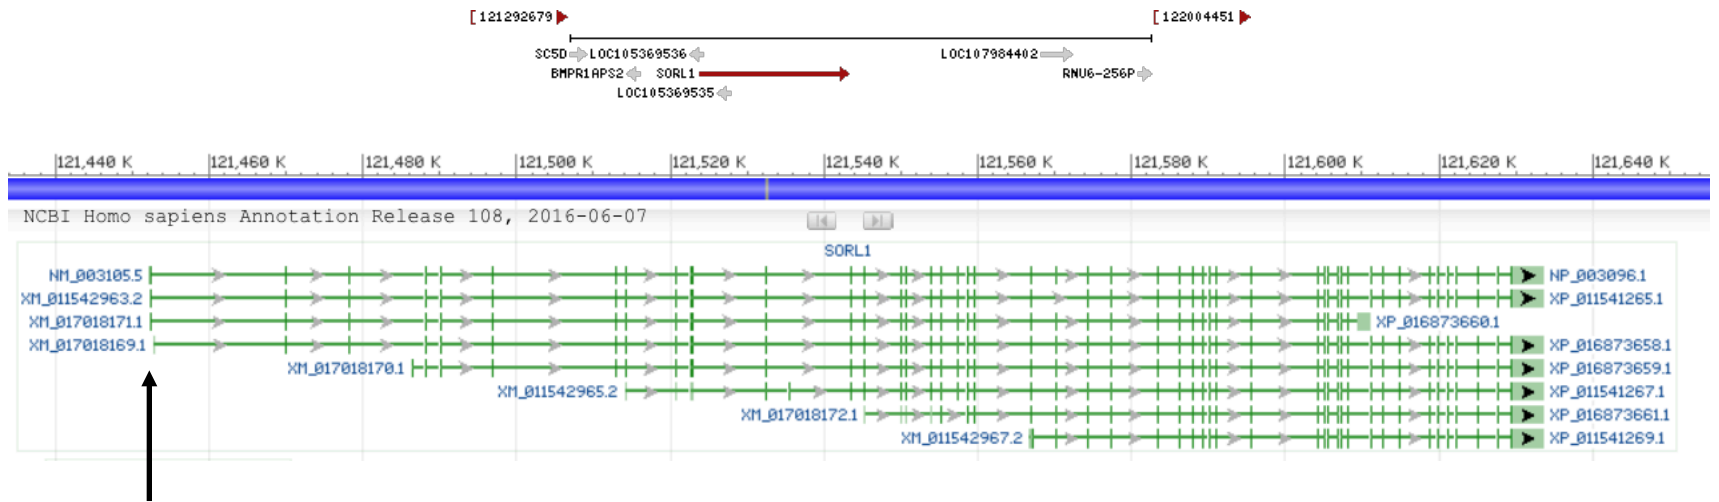 [121292679 [122004451
SC5D LOC105369536 LOC107984402
BMPR1APS2 SORL1 RNU6-256P
LOC105369535
121,440 K 121,460 K 121,480 K 121,500 K 121,520 K 121,540 K 121,560 K 121,580 K 121,600 K 121,620 K 121,640 K
NCBI Homo sapiens Annotation Release 108, 2016-06-07
SORL1
NM_003105.5 NP_003096.1
XM_011542963.2 XP_011541265.1
XM_017018171.1 XP_016873660.1
XM_017018169.1 XP_016873658.1
XM_017018170.1 XP_016873659.1
XM_011542965.2 XP_011541267.1
XM_017018172.1 XP_016873661.1
XM_011542967.2 XP_011541269.1